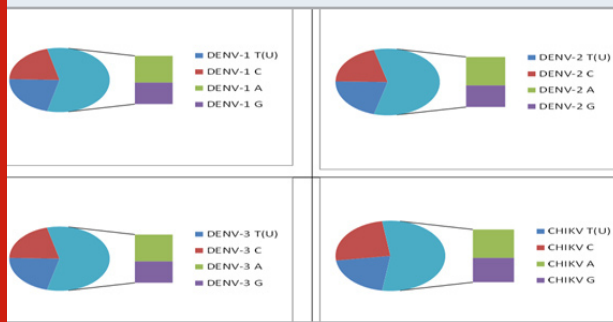 DENV-1 T(U)
DENV-1 C
DENV-1 A
DENV-1 G
DENV-2 T(U)
DENV-2 C
DENV-2 A
DENV-2 G
DENV-3 T(U)
DENV-3 C
DENV-3 A
DENV-3 G
CHIKV T(U)
CHIKV C
CHIKV A
CHIKV G